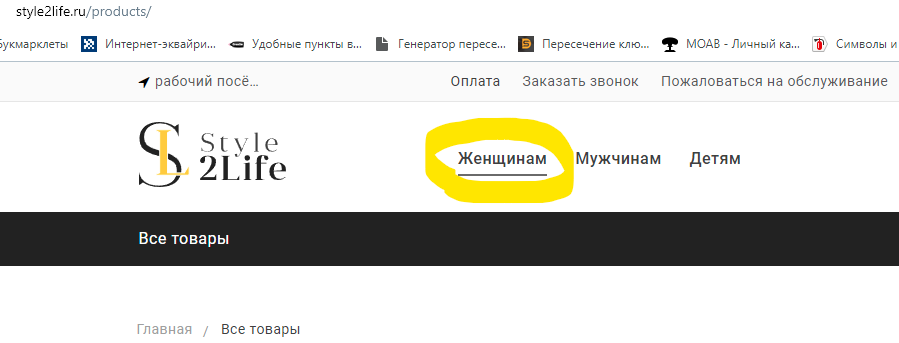 style2life.ru/products/
Букмарклеты Интернет-эквайри... Удобные пункты в... Генератор пересе... Пересечение клю... МОАВ - Личный ка... Символы и
рабочий посё... Оплата Заказать звонок Пожаловаться на обслуживание
SL Style 2Life Женщинам Мужчинам Детям
Все товары
Главная / Все товары